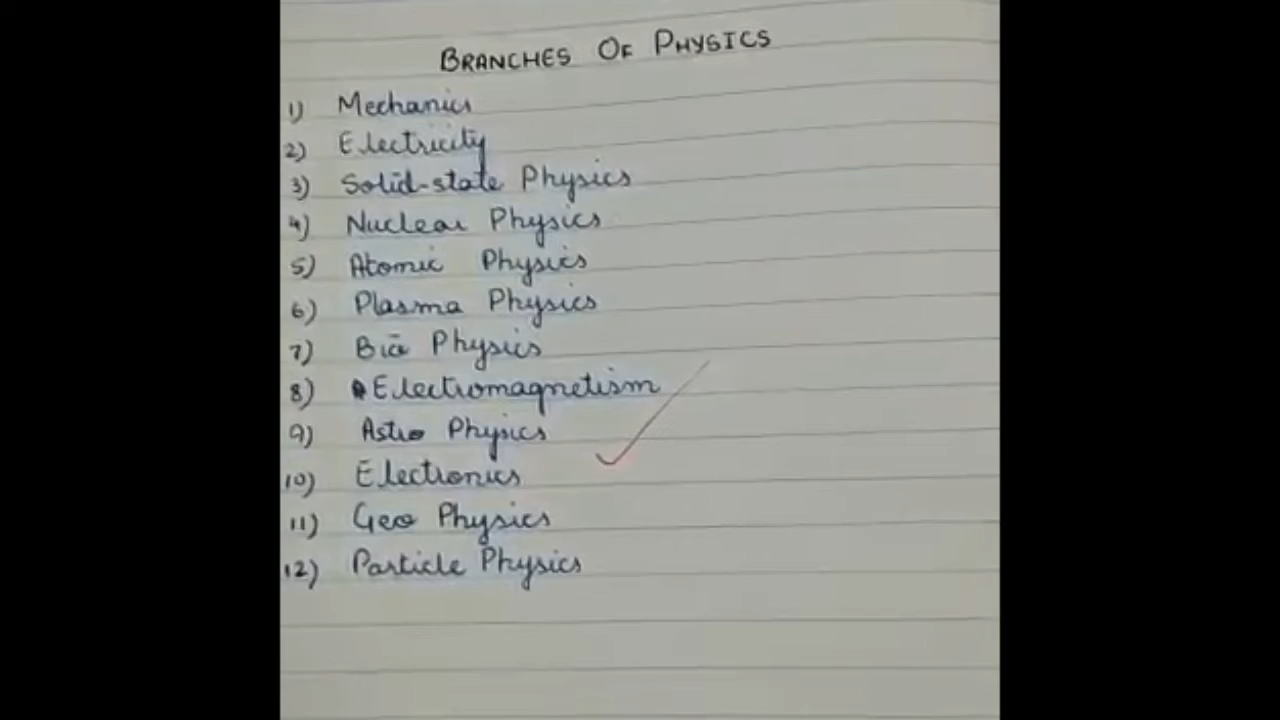 BRANCHES OF PHYSICS
1) Mechanics
2) Electricity
3) Solid-state Physics
4) Nuclear Physics
5) Atomic Physics
6) Plasma Physics
7) Bio Physics
8) Electromagnetism
9) Astro Physics
10) Electronics
11) Geo Physics
12) Particle Physics